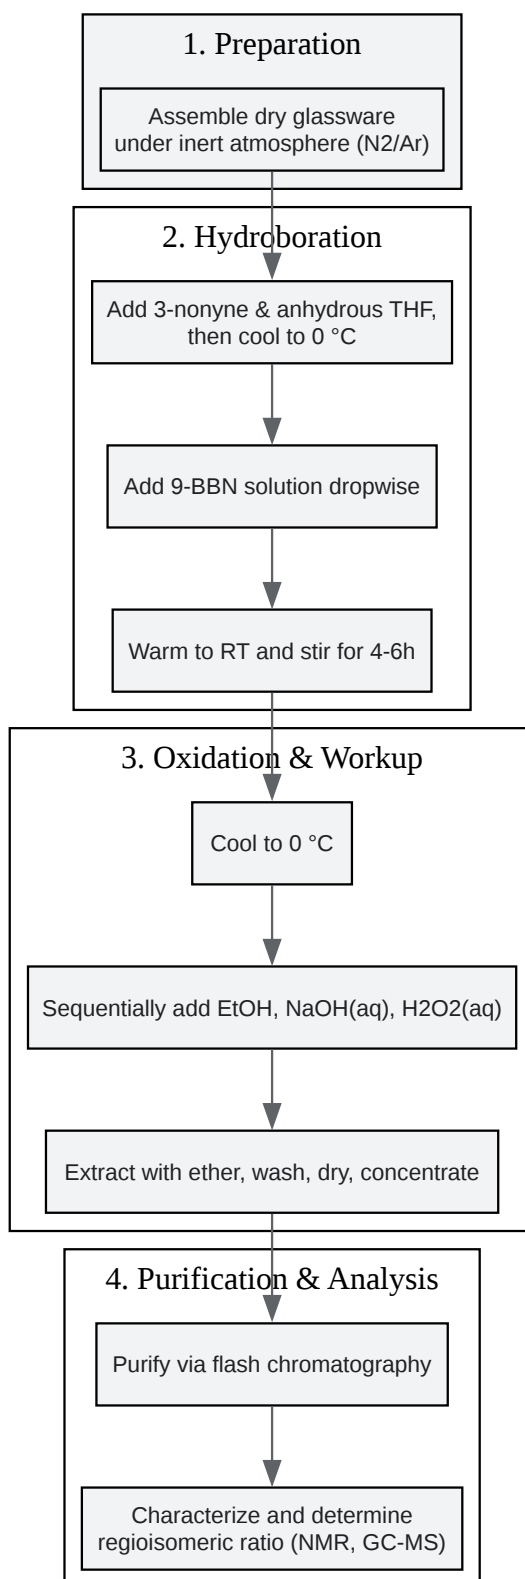 1. Preparation
Assemble dry glassware
under inert atmosphere (N2/Ar)
2. Hydroboration
Add 3-nonyne & anhydrous THF,
then cool to 0 °C
Add 9-BBN solution dropwise
Warm to RT and stir for 4-6h
3. Oxidation & Workup
Cool to 0 °C
Sequentially add EtOH, NaOH(aq), H2O2(aq)
Extract with ether, wash, dry, concentrate
4. Purification & Analysis
Purify via flash chromatography
Characterize and determine
regioisomeric ratio (NMR, GC-MS)